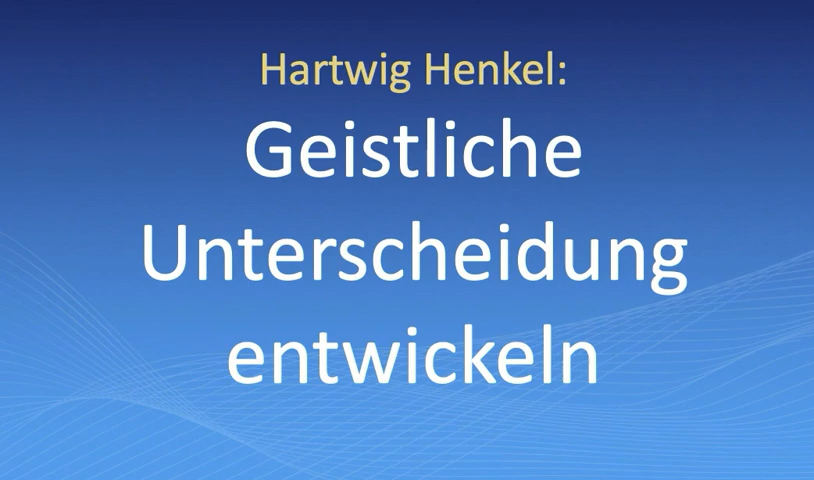 Hartwig Henkel:
Geistliche
Unterscheidung
entwickeln